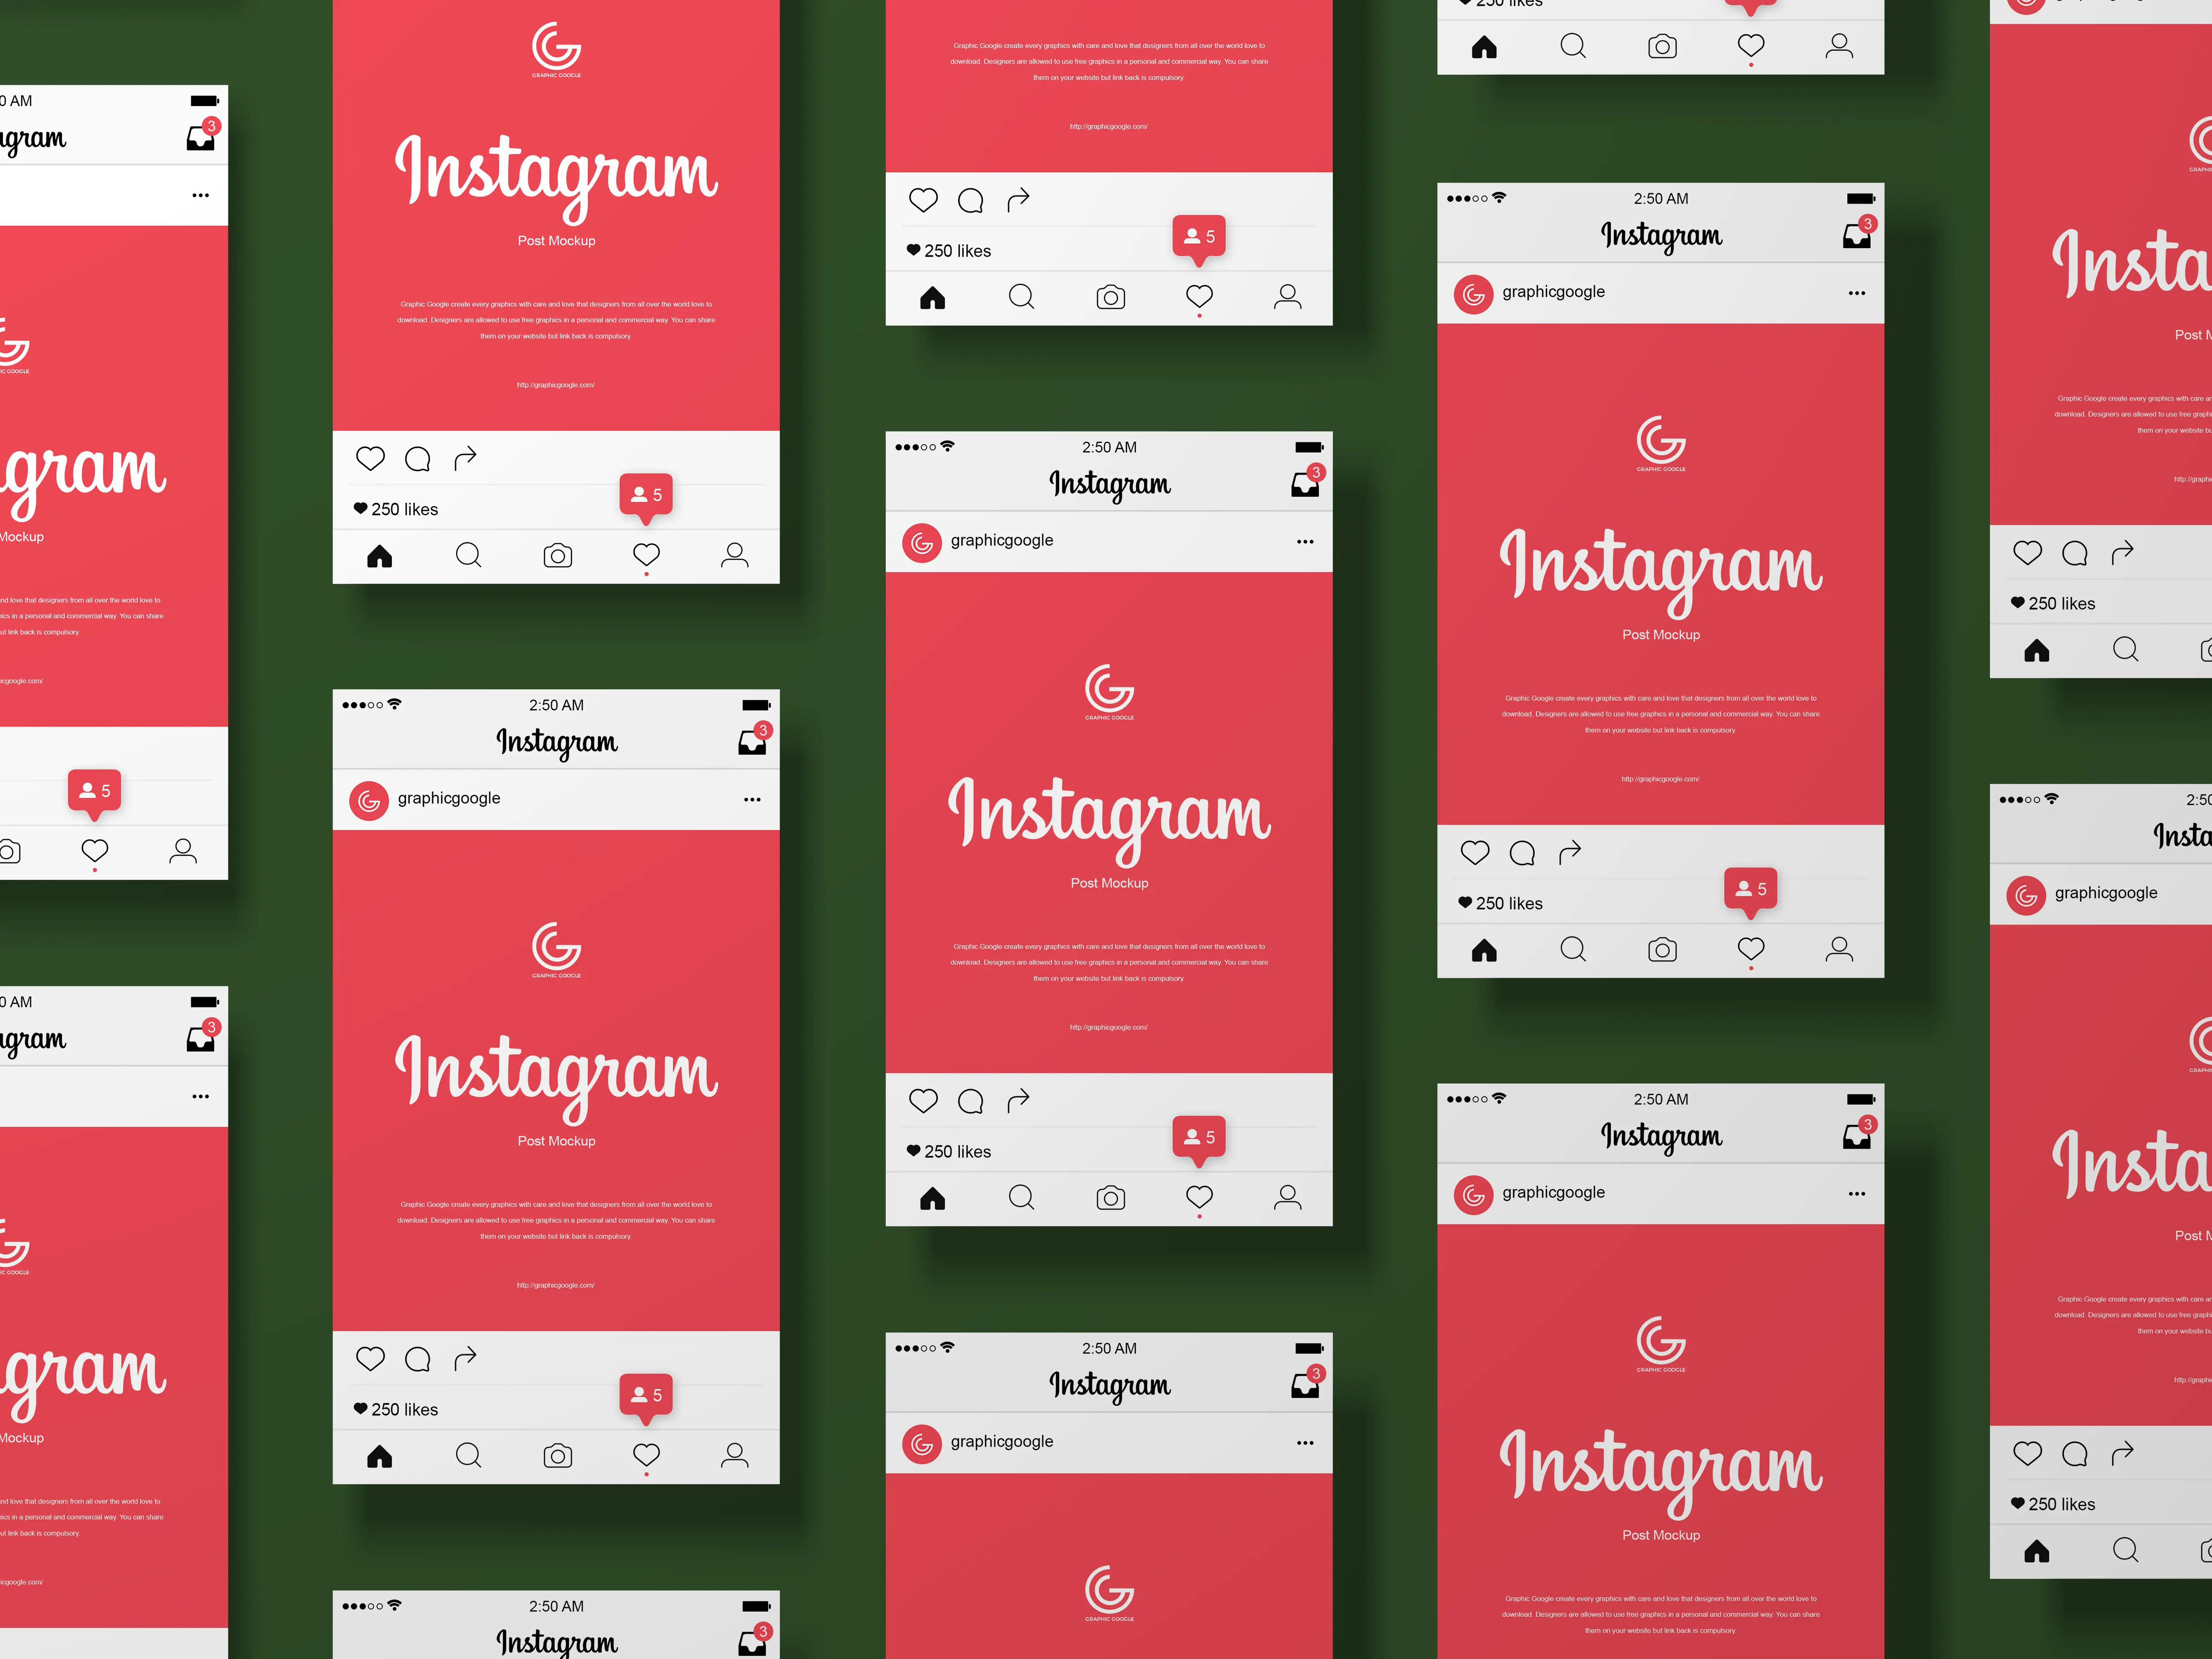 0 AM
3
agram
GRAPHIC GOOGLE
gram
Mockup
nd love that designers from all over the world love to
ics in a personal and commercial way. You can share
ut link back is compulsory.
icgoogle.com/
5
0 AM
3
agram
GRAPHIC GOOGLE
gram
Mockup
nd love that designers from all over the world love to
ics in a personal and commercial way. You can share
ut link back is compulsory.
icgoogle.com/
GRAPHIC GOOGLE
Instagram
Post Mockup
Graphic Google create every graphics with care and love that designers from all over the world love to
download. Designers are allowed to use free graphics in a personal and commercial way. You can share
them on your website but link back is compulsory.
http://graphicgoogle.com/
5
250 likes
2:50 AM
3
Instagram
graphicgoogle
GRAPHIC GOOGLE
Instagram
Post Mockup
Graphic Google create every graphics with care and love that designers from all over the world love to
download. Designers are allowed to use free graphics in a personal and commercial way. You can share
them on your website but link back is compulsory.
http://graphicgoogle.com/
5
250 likes
2:50 AM
3
Instagram
Graphic Google create every graphics with care and love that designers from all over the world love to
download. Designers are allowed to use free graphics in a personal and commercial way. You can share
them on your website but link back is compulsory.
http://graphicgoogle.com/
5
250 likes
2:50 AM
3
Instagram
graphicgoogle
GRAPHIC GOOGLE
Instagram
Post Mockup
Graphic Google create every graphics with care and love that designers from all over the world love to
download. Designers are allowed to use free graphics in a personal and commercial way. You can share
them on your website but link back is compulsory.
http://graphicgoogle.com/
5
250 likes
2:50 AM
3
Instagram
graphicgoogle
GRAPHIC GOOGLE
250 likes
2:50 AM
3
Instagram
graphicgoogle
GRAPHIC GOOGLE
Instagram
Post Mockup
Graphic Google create every graphics with care and love that designers from all over the world love to
download. Designers are allowed to use free graphics in a personal and commercial way. You can share
them on your website but link back is compulsory.
http://graphicgoogle.com/
5
250 likes
2:50 AM
3
Instagram
graphicgoogle
GRAPHIC GOOGLE
Instagram
Post Mockup
Graphic Google create every graphics with care and love that designers from all over the world love to
download. Designers are allowed to use free graphics in a personal and commercial way. You can share
them on your website but link back is compulsory.
GRAPHI
Insta
Post M
Graphic Google create every graphics with care ar
download. Designers are allowed to use free graphi
them on your website bu
http://graphi
250 likes
2:50
Insta
graphicgoogle
GRAPHI
Insta
Post M
Graphic Google create every graphics with care ar
download. Designers are allowed to use free graphi
them on your website bu
http://graphi
250 likes